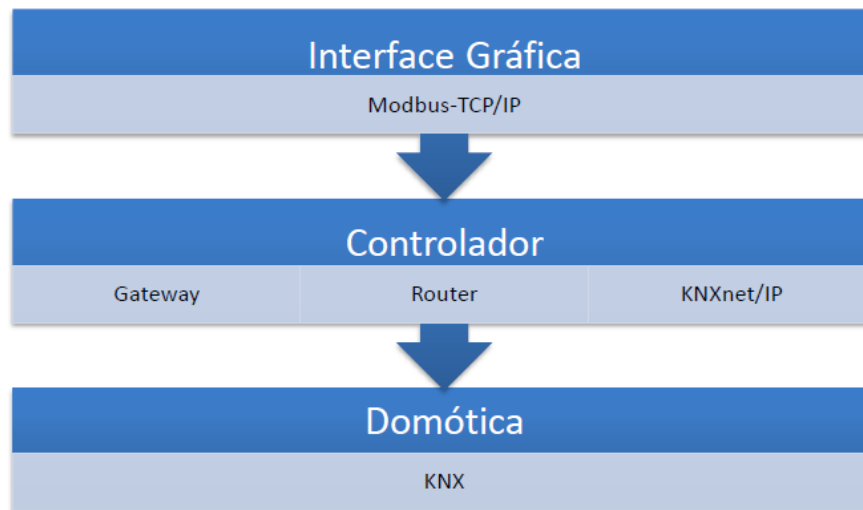 Interface Gráfica
Modbus-TCP/IP
Controlador
Gateway Router KNXnet/IP
Domótica
KNX